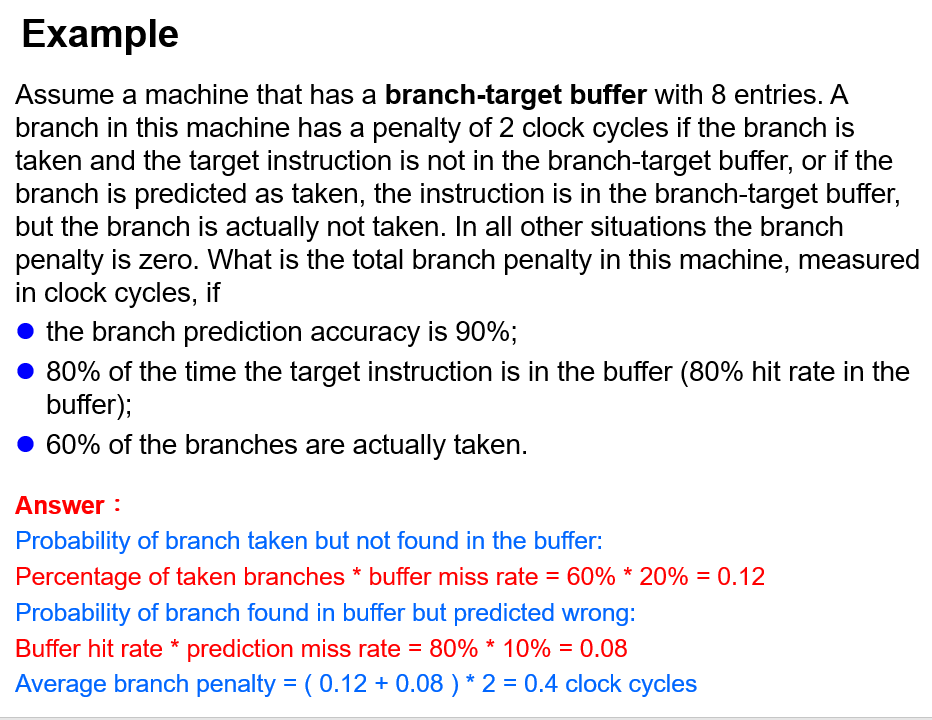 Example
Assume a machine that has a branch-target buffer with 8 entries. A
branch in this machine has a penalty of 2 clock cycles if the branch is
taken and the target instruction is not in the branch-target buffer, or if the
branch is predicted as taken, the instruction is in the branch-target buffer,
but the branch is actually not taken. In all other situations the branch
penalty is zero. What is the total branch penalty in this machine, measured
in clock cycles, if
● the branch prediction accuracy is 90%;
● 80% of the time the target instruction is in the buffer (80% hit rate in the
buffer);
● 60% of the branches are actually taken.
Answer：
Probability of branch taken but not found in the buffer:
Percentage of taken branches * buffer miss rate = 60% * 20% = 0.12
Probability of branch found in buffer but predicted wrong:
Buffer hit rate * prediction miss rate = 80% * 10% = 0.08
Average branch penalty = ( 0.12 + 0.08 ) * 2 = 0.4 clock cycles